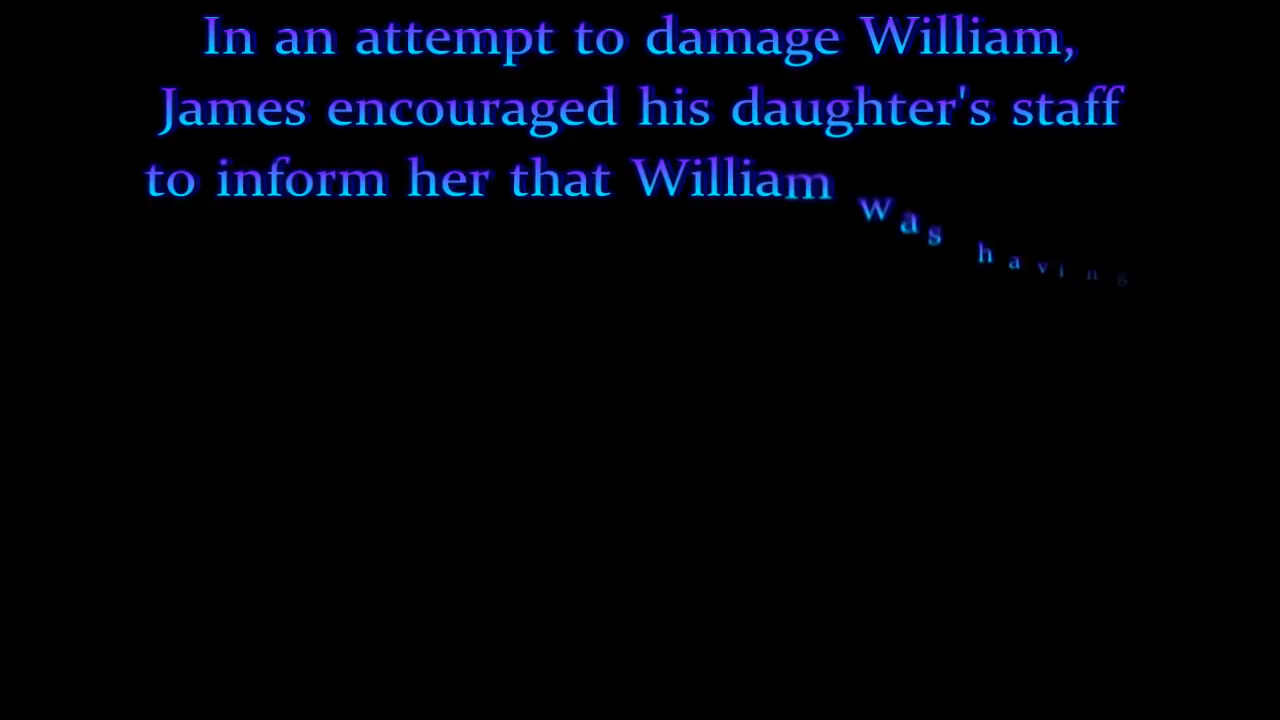 In an attempt to damage William,
James encouraged his daughter's staff
to inform her that William was having